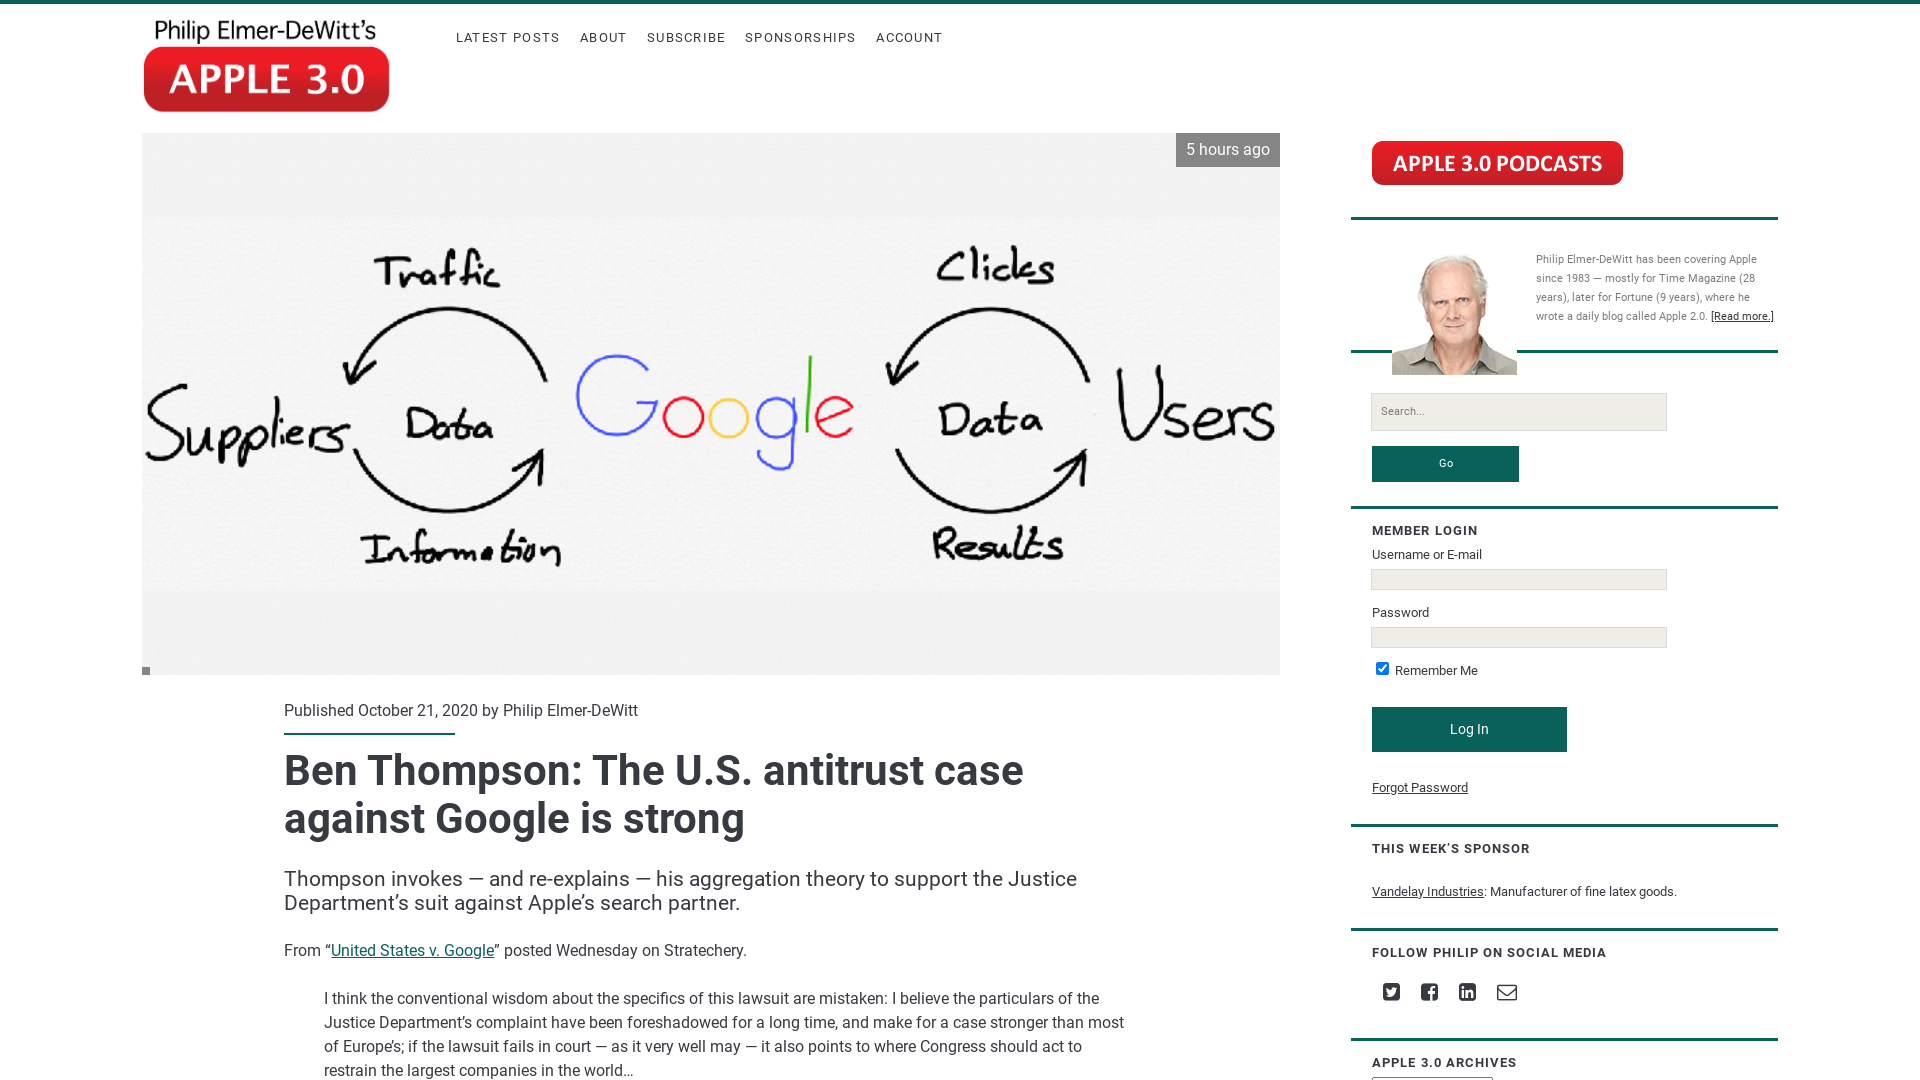 Philip Elmer-DeWitt’s
APPLE 3.0
LATEST POSTS
ABOUT
SUBSCRIBE
SPONSORSHIPS
ACCOUNT
5 hours ago
Traffic
Clicks
Suppliers
Data
Google
Data
Users
Information
Results
Published October 21, 2020 by Philip Elmer-DeWitt
Ben Thompson: The U.S. antitrust case
against Google is strong
Thompson invokes — and re-explains — his aggregation theory to support the Justice
Department’s suit against Apple’s search partner.
From “United States v. Google” posted Wednesday on Stratechery.
I think the conventional wisdom about the specifics of this lawsuit are mistaken: I believe the particulars of the
Justice Department’s complaint have been foreshadowed for a long time, and make for a case stronger than most
of Europe’s; if the lawsuit fails in court — as it very well may — it also points to where Congress should act to
restrain the largest companies in the world…
APPLE 3.0 PODCASTS
Philip Elmer-DeWitt has been covering Apple
since 1983 — mostly for Time Magazine (28
years), later for Fortune (9 years), where he
wrote a daily blog called Apple 2.0. [Read more.]
Search...
Go
MEMBER LOGIN
Username or E-mail
Password
Remember Me
Log In
Forgot Password
THIS WEEK’S SPONSOR
Vandelay Industries: Manufacturer of fine latex goods.
FOLLOW PHILIP ON SOCIAL MEDIA
APPLE 3.0 ARCHIVES